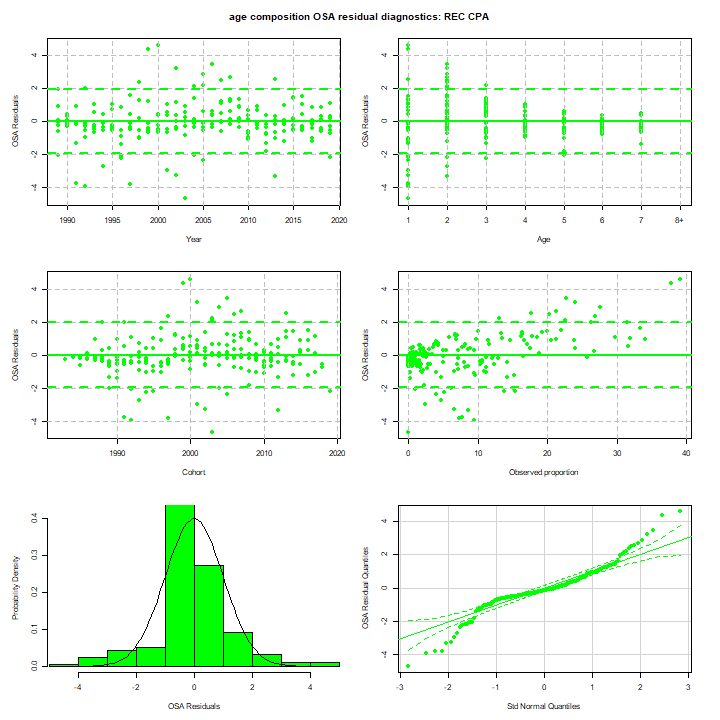 age composition OSA residual diagnostics: REC CPA
OSA Residuals
4
2
0
-2
-4
1990 1995 2000 2005 2010 2015 2020
Year
OSA Residuals
4
2
0
-2
-4
1 2 3 4 5 6 7 8+
Age
OSA Residuals
4
2
0
-2
-4
1990 2000 2010 2020
Cohort
OSA Residuals
4
2
0
-2
-4
0 10 20 30 40
Observed proportion
Probability Density
0.4
0.3
0.2
0.1
0.0
-4 -2 0 2 4
OSA Residuals
OSA Residual Quantiles
4
2
0
-2
-4
-3 -2 -1 0 1 2 3
Std Normal Quantiles